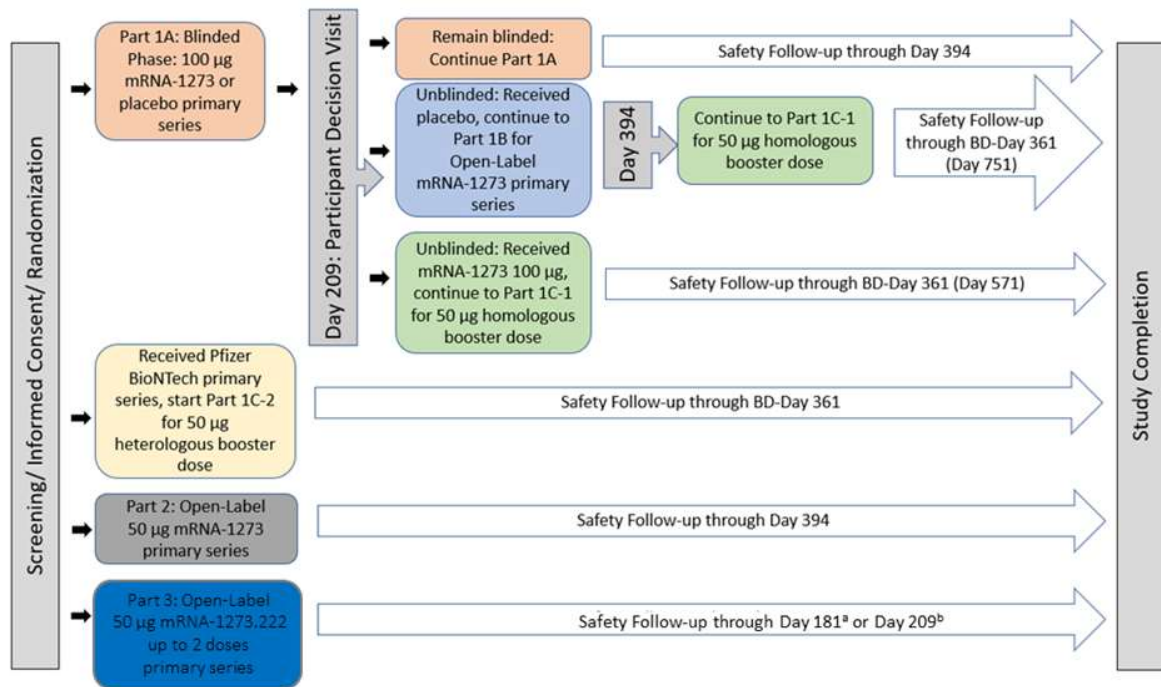 Screening/ Informed Consent/ Randomization
Part 1A: Blinded
Phase: 100 µg
mRNA-1273 or
placebo primary
series
Day 209: Participant Decision Visit
Remain blinded:
Continue Part 1A
Safety Follow-up through Day 394
Unblinded: Received
placebo, continue to
Part 1B for
Open-Label
mRNA-1273 primary
series
Day 394
Continue to Part 1C-1
for 50 µg homologous
booster dose
Safety Follow-up
through BD-Day 361
(Day 751)
Unblinded: Received
mRNA-1273 100 µg,
continue to Part 1C-1
for 50 µg homologous
booster dose
Safety Follow-up through BD-Day 361 (Day 571)
Received Pfizer
BioNTech primary
series, start Part 1C-2
for 50 µg
heterologous booster
dose
Safety Follow-up through BD-Day 361
Part 2: Open-Label
50 µg mRNA-1273
primary series
Safety Follow-up through Day 394
Part 3: Open-Label
50 µg mRNA-1273.222
up to 2 doses
primary series
Safety Follow-up through Day 181ᵃ or Day 209ᵇ
Study Completion